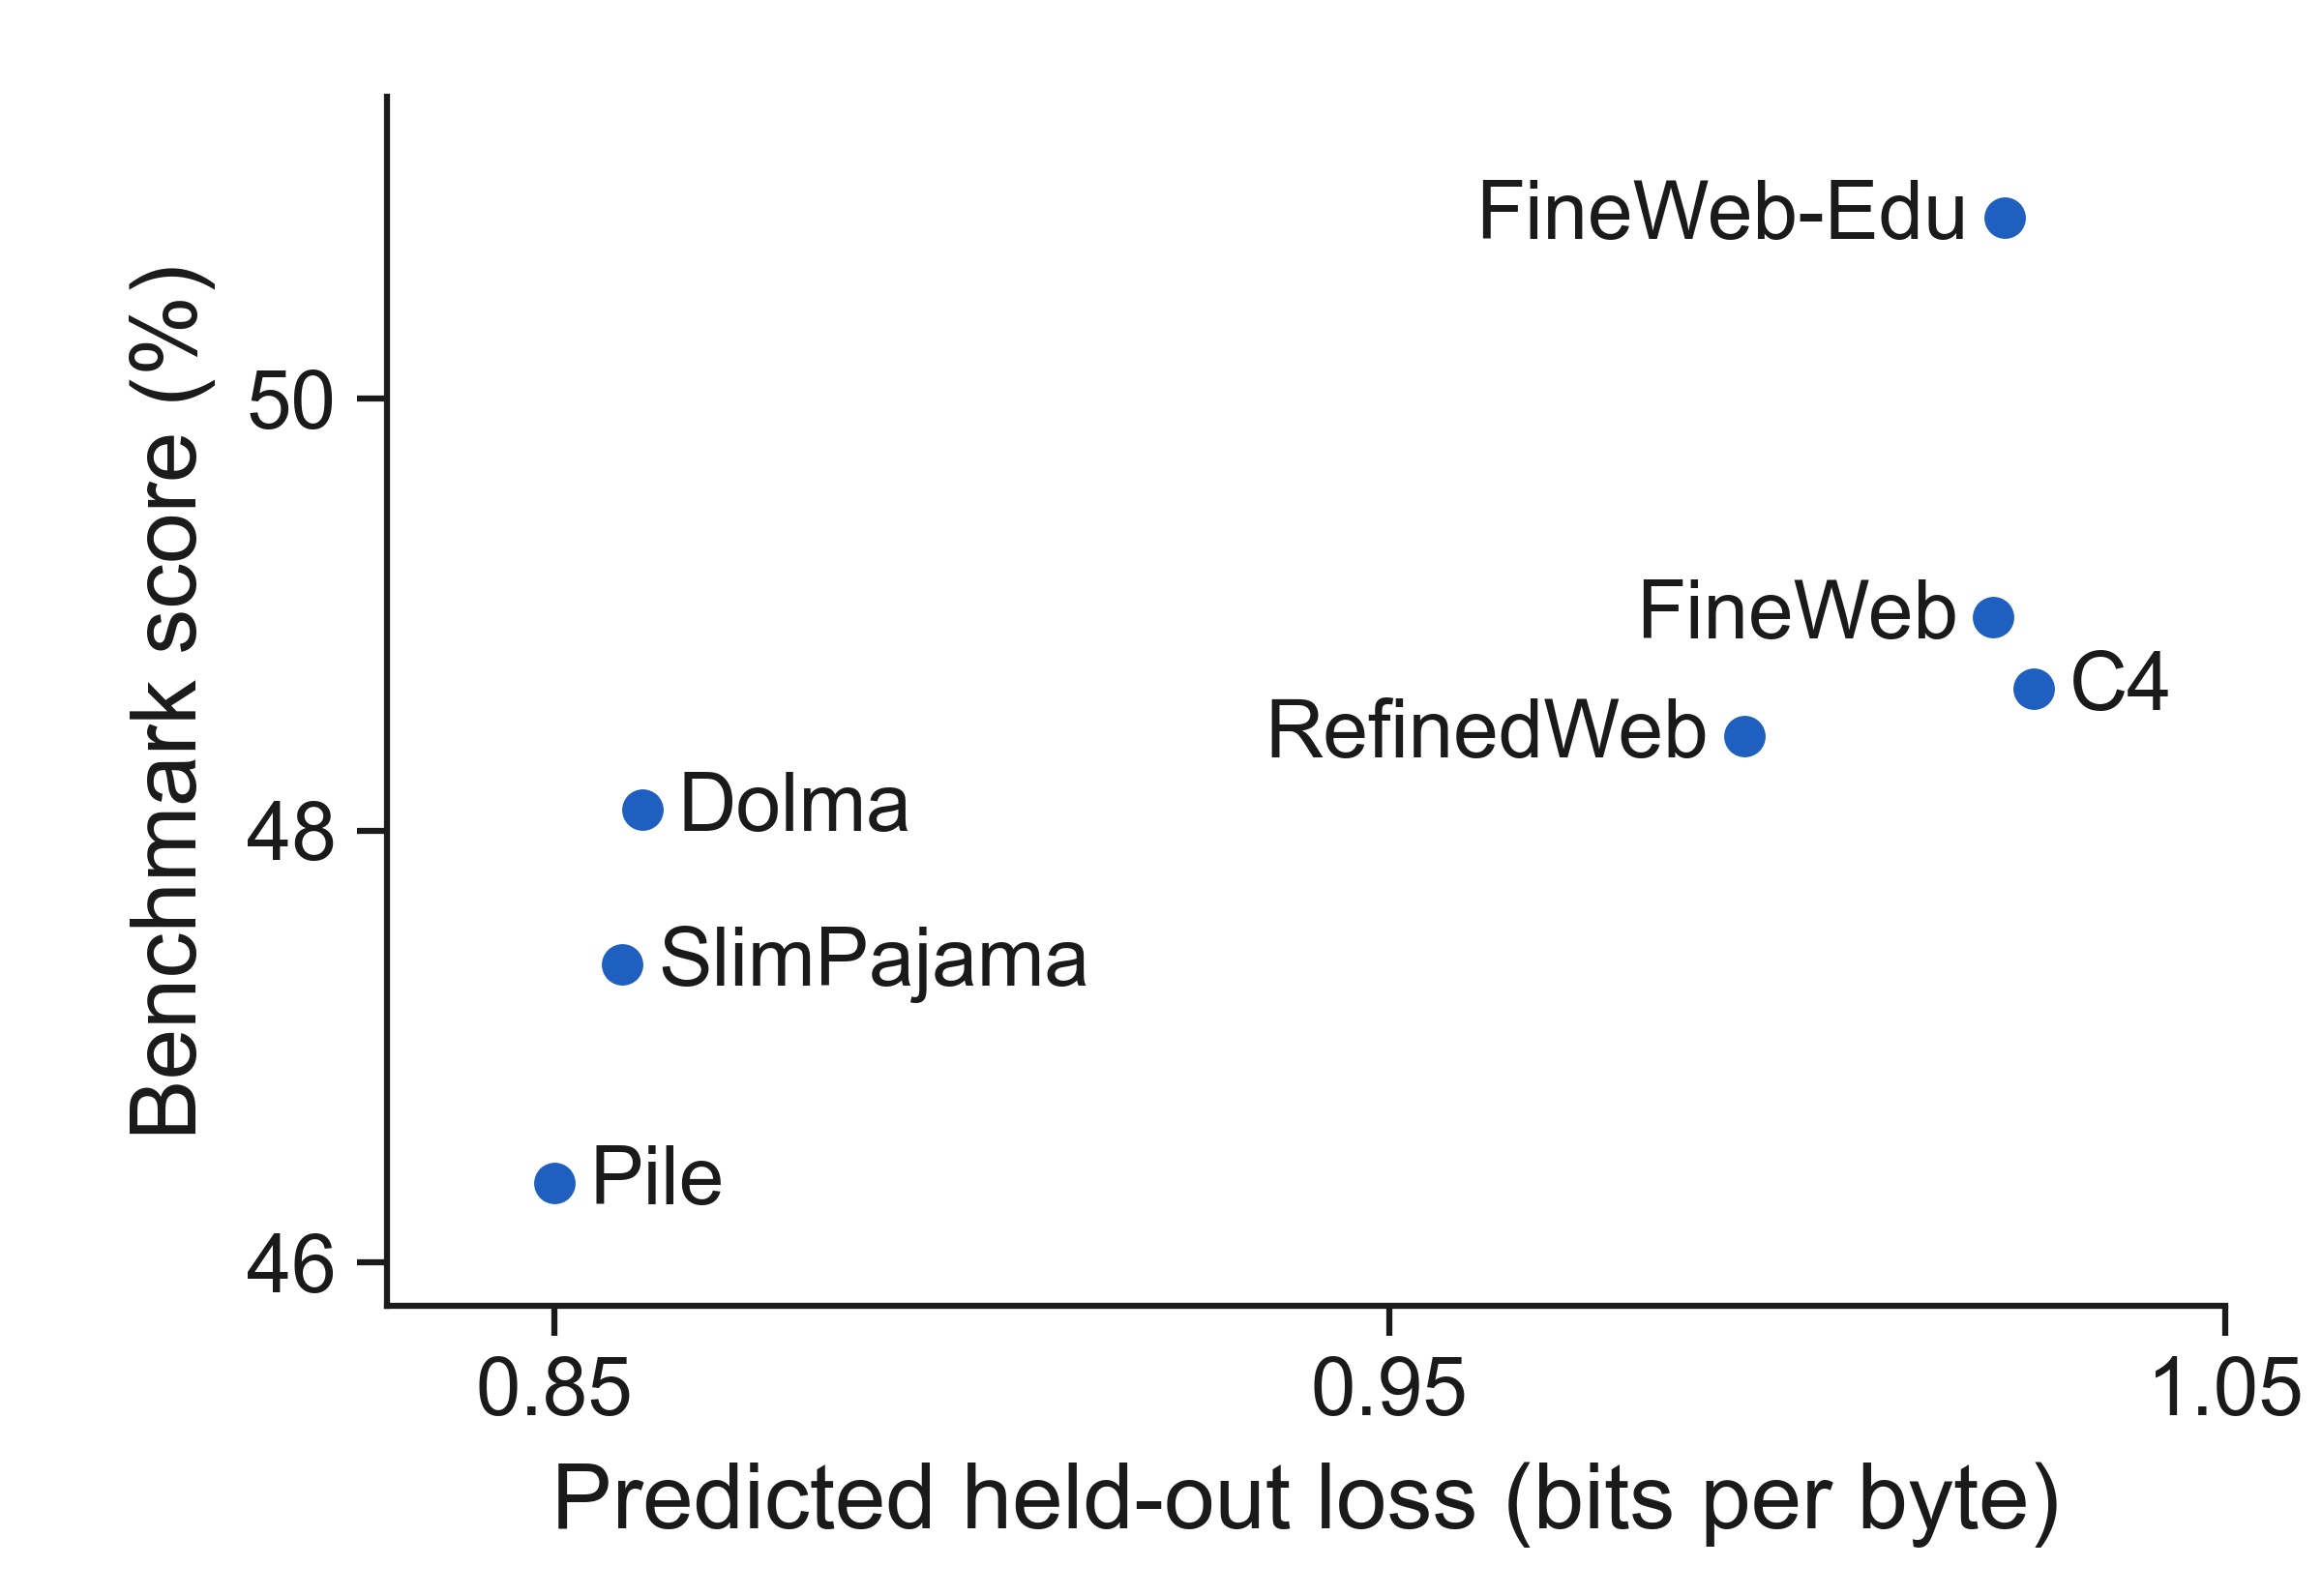 FineWeb-Edu
50
FineWeb
C4
RefinedWeb
Dolma
48
SlimPajama
Pile
46
Benchmark score (%)
0.85 0.95 1.05
Predicted held-out loss (bits per byte)